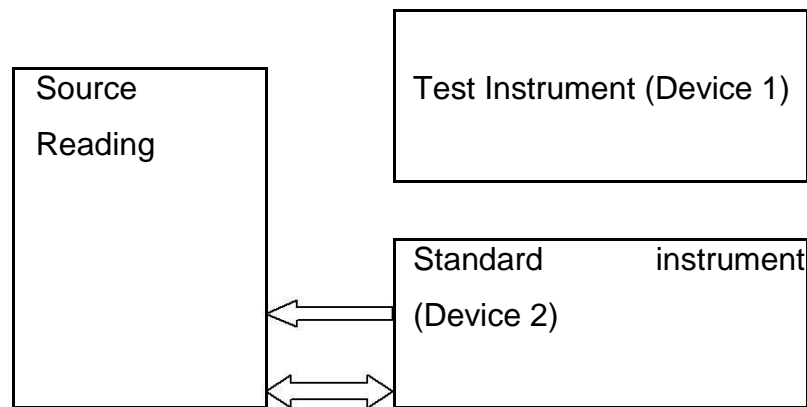 Source
Reading
Test Instrument (Device 1)
Standard instrument
(Device 2)